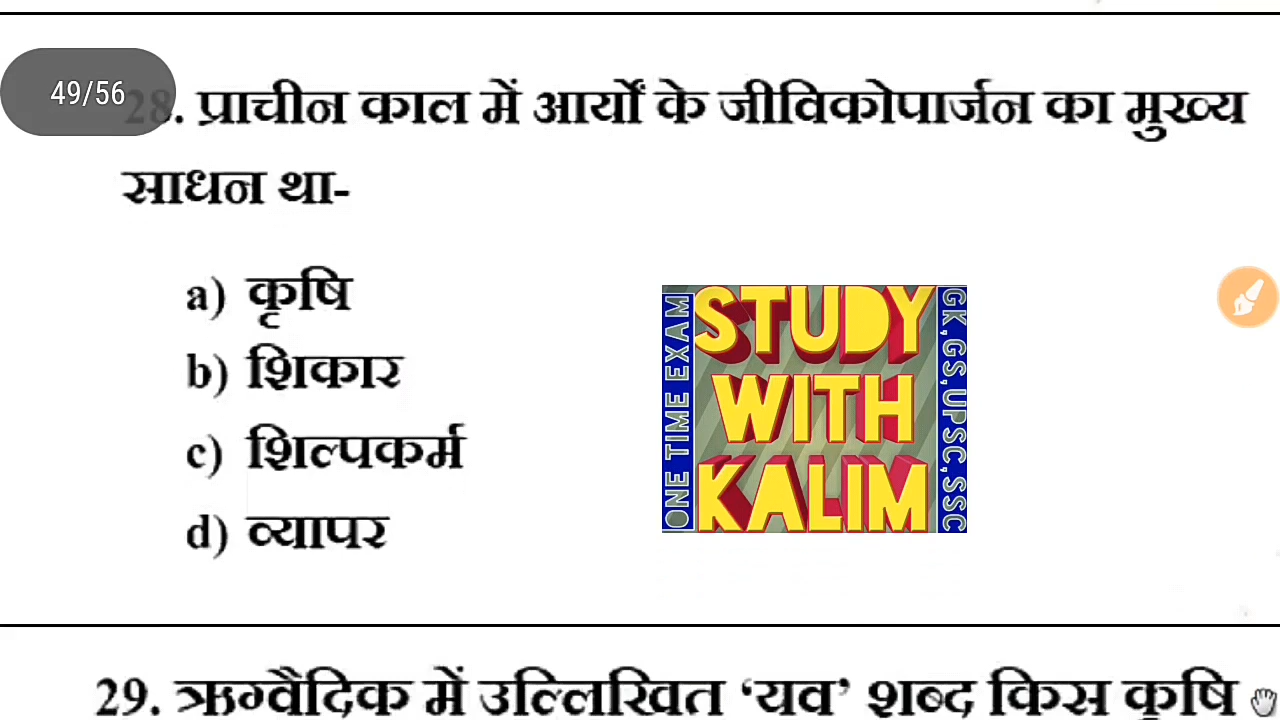 49/56
28. प्राचीन काल में आर्यों के जीविकोपार्जन का मुख्य
साधन था-
a) कृषि
b) शिकार
c) शिल्पकर्म
d) व्यापर
ONE TIME EXAM
STUDY
WITH
KALIM
GK,GS,UPSC,SSC
29. ऋग्वैदिक में उल्लिखित ‘यव’ शब्द किस कृषि